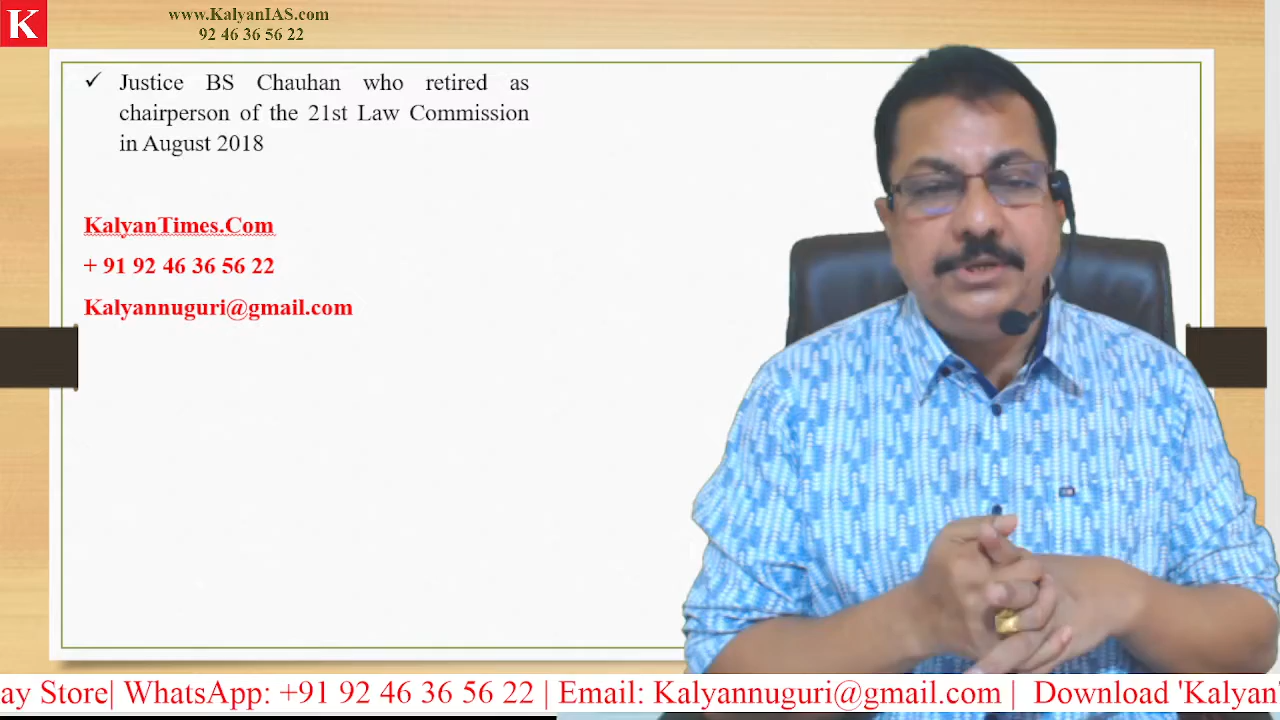 K
www.KalyanIAS.com
92 46 36 56 22
✓ Justice BS Chauhan who retired as
chairperson of the 21st Law Commission
in August 2018
KalyanTimes.Com
+ 91 92 46 36 56 22
Kalyannuguri@gmail.com
ay Store| WhatsApp: +91 92 46 36 56 22 | Email: Kalyannuguri@gmail.com | Download 'Kalyan